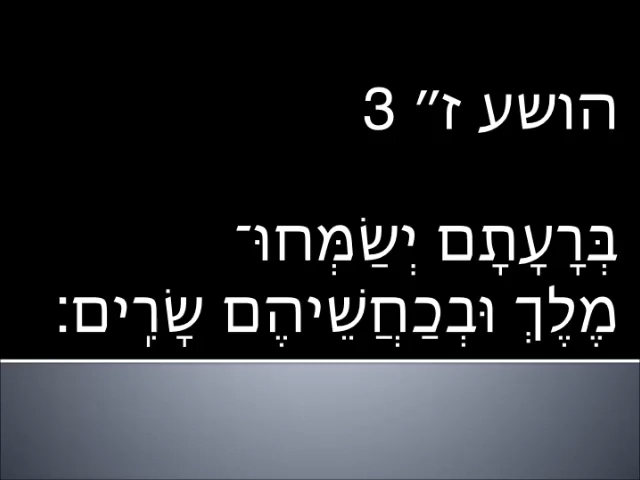 הושע ז״ 3
בְּרָעָתָם יְשַׂמְּחוּ־
מֶלֶךְ וּבְכַחֲשֵׁיהֶם שָׂרִֽים׃